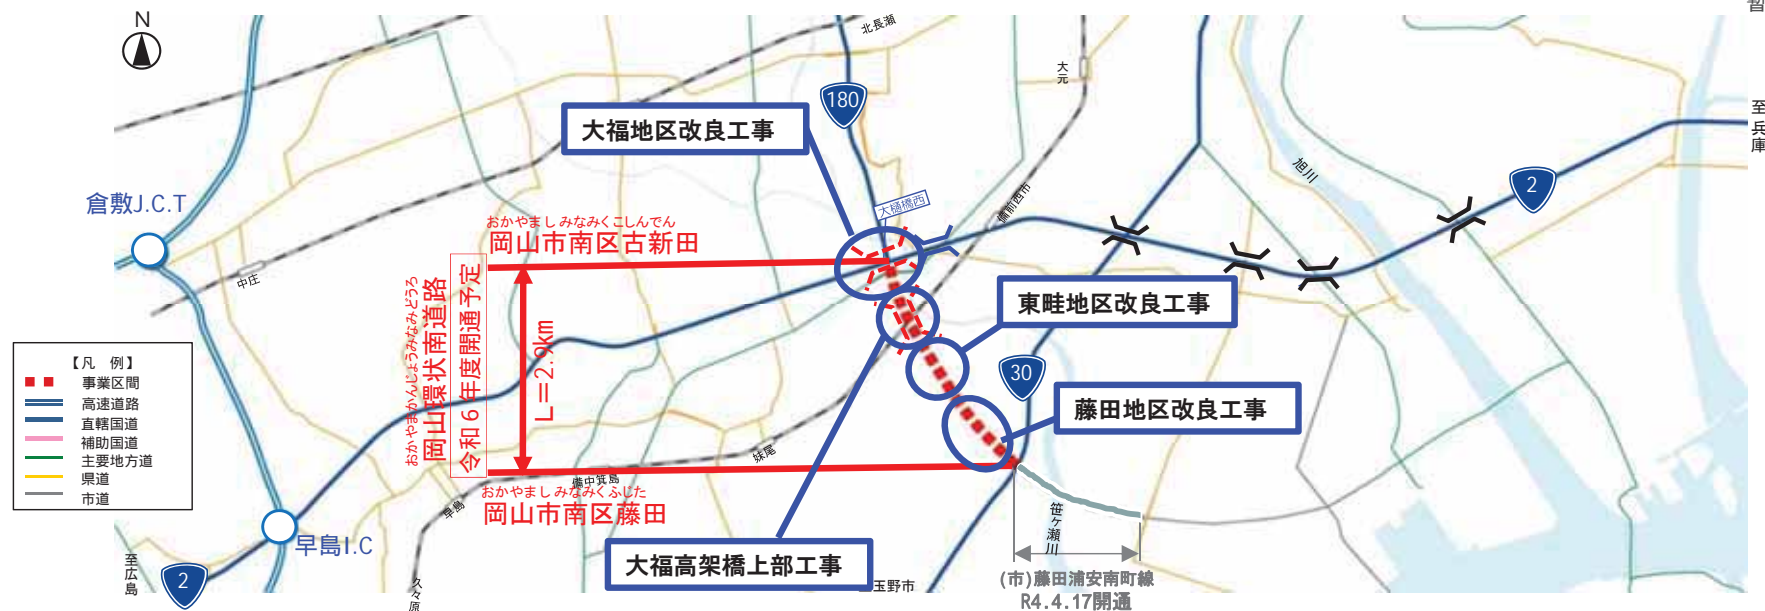 暫
N
北長瀬
大元
180
大福地区改良工事
至兵庫
旭川
2
倉敷J.C.T
大樋橋西
備前西市
おかやましみなみくこしんでん
岡山市南区古新田
中庄
おかやまかんじょうみなみどうろ
岡山環状南道路
令和6年度開通予定
L=2.9km
東畦地区改良工事
30
【凡 例】
事業区間
高速道路
直轄国道
補助国道
主要地方道
県道
市道
藤田地区改良工事
妹尾
備中箕島
おかやましみなみくふじた
岡山市南区藤田
早島
早島I.C
笹ヶ瀬川
至広島
2
大福高架橋上部工事
久々原
玉野市
(市)藤田浦安南町線
R4.4.17開通